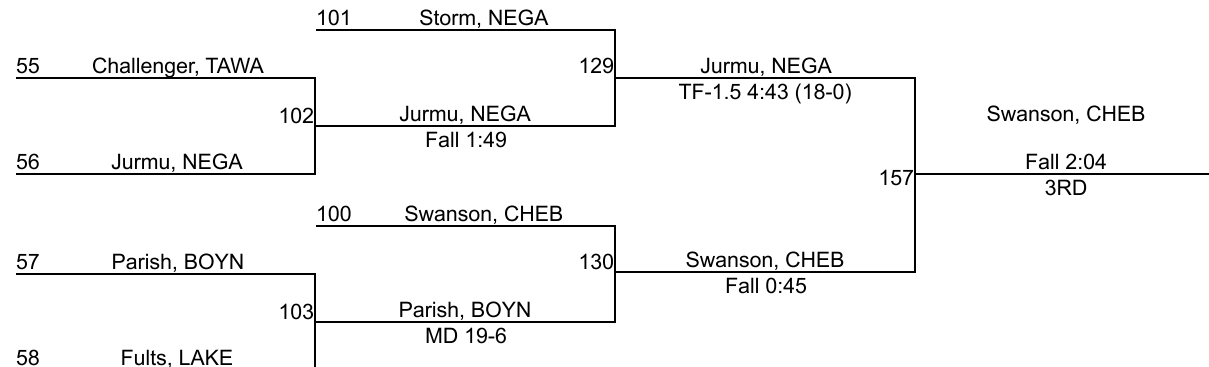 101 Storm, NEGA
55 Challenger, TAWA
129 Jurmu, NEGA
TF-1.5 4:43 (18-0)
102 Jurmu, NEGA
Fall 1:49
Swanson, CHEB
56 Jurmu, NEGA
Fall 2:04
157
3RD
100 Swanson, CHEB
57 Parish, BOYN
130 Swanson, CHEB
Fall 0:45
103 Parish, BOYN
MD 19-6
58 Fults, LAKE